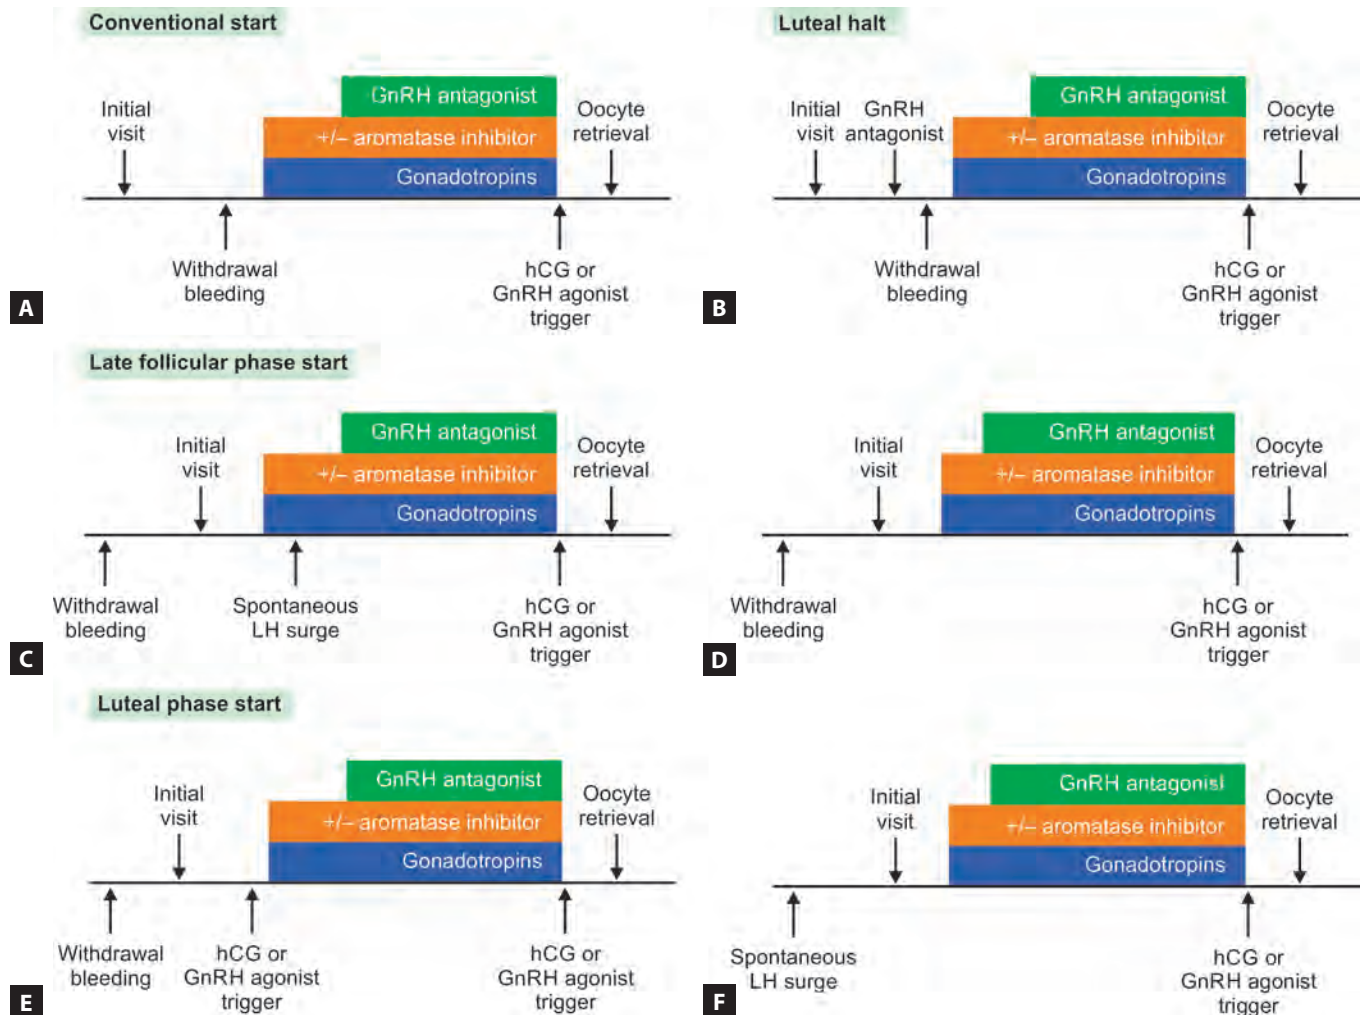 Conventional start
GnRH antagonist
Initial
visit
+/– aromatase inhibitor
Oocyte
retrieval
Gonadotropins
Withdrawal
bleeding
hCG or
GnRH agonist
trigger
A
Luteal halt
GnRH antagonist
Initial
visit
GnRH
antagonist
+/– aromatase inhibitor
Oocyte
retrieval
Gonadotropins
Withdrawal
bleeding
hCG or
GnRH agonist
trigger
B
Late follicular phase start
GnRH antagonist
Initial
visit
+/– aromatase inhibitor
Oocyte
retrieval
Gonadotropins
Withdrawal
bleeding
Spontaneous
LH surge
hCG or
GnRH agonist
trigger
C
GnRH antagonist
Initial
visit
+/– aromatase inhibitor
Oocyte
retrieval
Gonadotropins
Withdrawal
bleeding
hCG or
GnRH agonist
trigger
D
Luteal phase start
GnRH antagonist
Initial
visit
+/– aromatase inhibitor
Oocyte
retrieval
Gonadotropins
Withdrawal
bleeding
hCG or
GnRH agonist
trigger
hCG or
GnRH agonist
trigger
E
GnRH antagonist
Initial
visit
+/– aromatase inhibitor
Oocyte
retrieval
Gonadotropins
Spontaneous
LH surge
hCG or
GnRH agonist
trigger
F